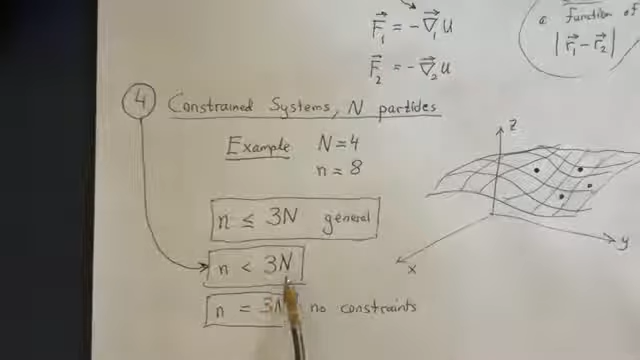 F⃗₁ = -∇⃗₁U
F⃗₂ = -∇⃗₂U
a function of
|r⃗₁ - r⃗₂|
4 Constrained Systems, N particles
Example N=4
n=8
n ≤ 3N general
n < 3N
n = 3N no constraints
z
y
x